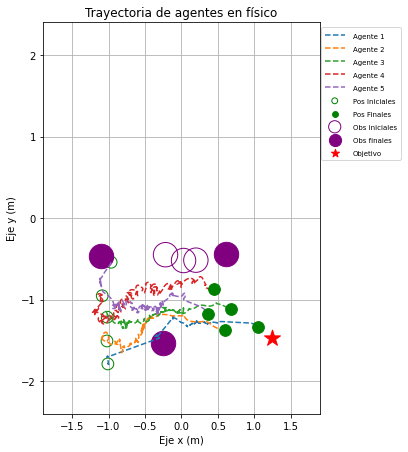 Trayectoria de agentes en físico
Agente 1
Agente 2
Agente 3
Agente 4
Agente 5
Pos Iniciales
Pos Finales
Obs iniciales
Obs finales
Objetivo
Eje y (m)
2
1
0
−1
−2
−1.5 −1.0 −0.5 0.0 0.5 1.0 1.5
Eje x (m)